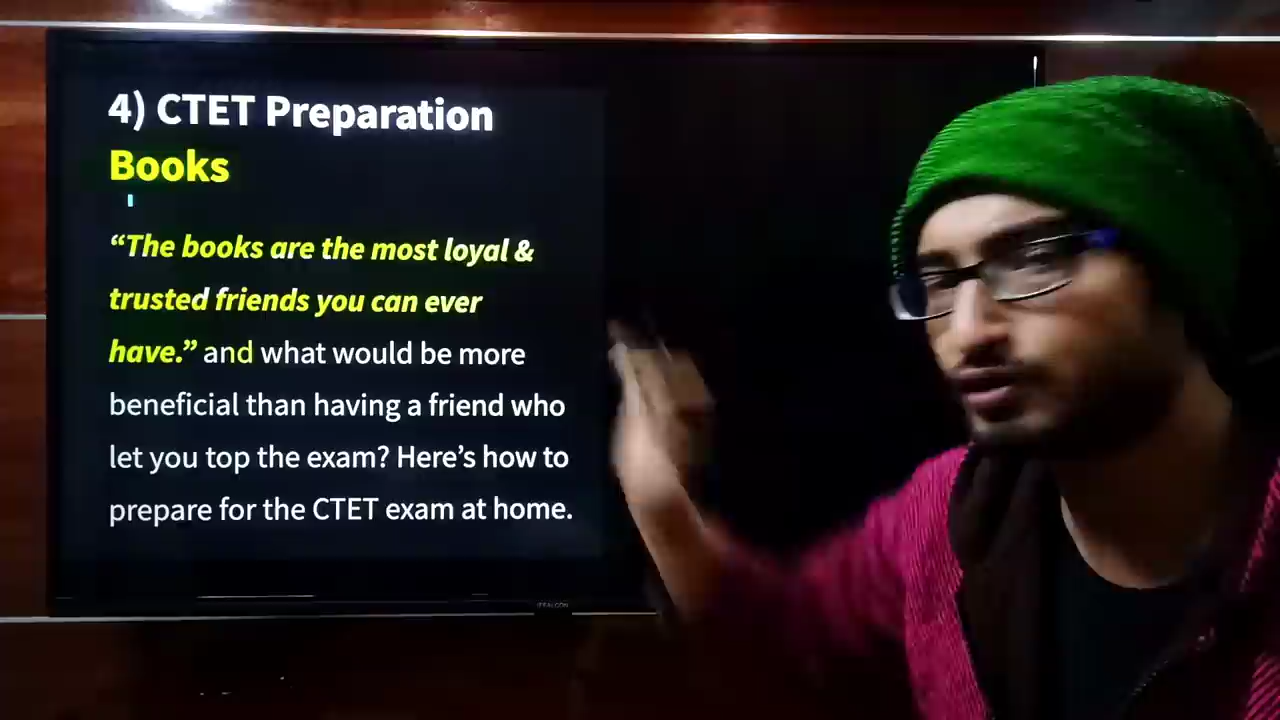 4) CTET Preparation
Books
“The books are the most loyal &
trusted friends you can ever
have.” and what would be more
beneficial than having a friend who
let you top the exam? Here’s how to
prepare for the CTET exam at home.
iFFALCON